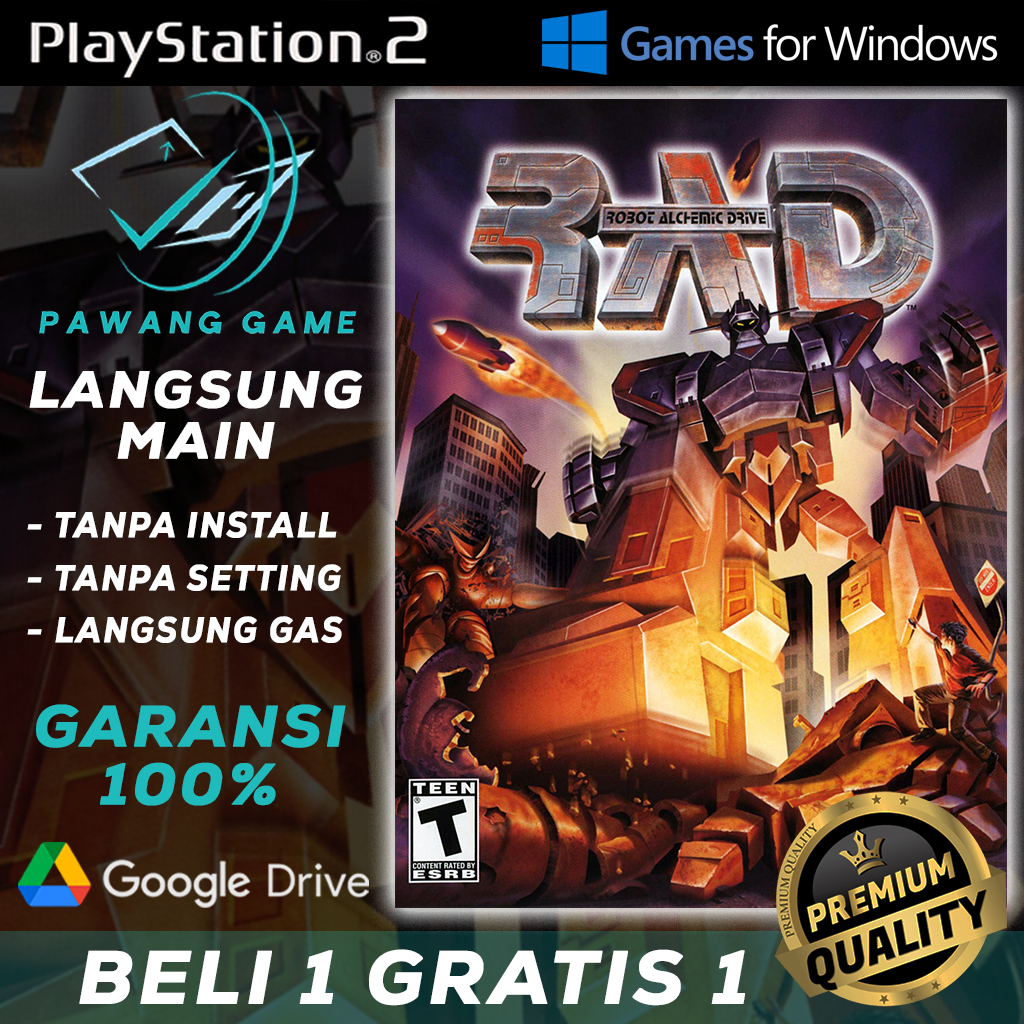 PlayStation®2
Games for Windows
PAWANG GAME
LANGSUNG
MAIN
- TANPA INSTALL
- TANPA SETTING
- LANGSUNG GAS
GARANSI
100%
Google Drive
RAD
ROBOT ALCHEMIC DRIVE
TM
TEEN
T
®
CONTENT RATED BY
ESRB
PREMIUM QUALITY
PREMIUM
QUALITY
BELI 1 GRATIS 1